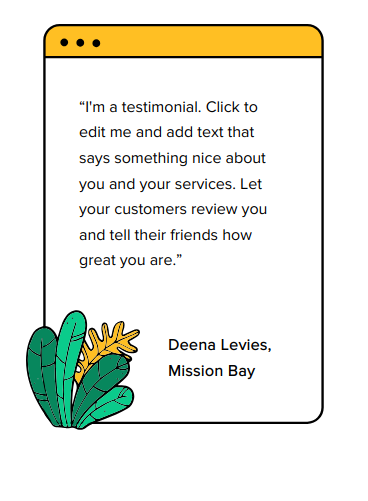 “I'm a testimonial. Click to
edit me and add text that
says something nice about
you and your services. Let
your customers review you
and tell their friends how
great you are.”
Deena Levies,
Mission Bay